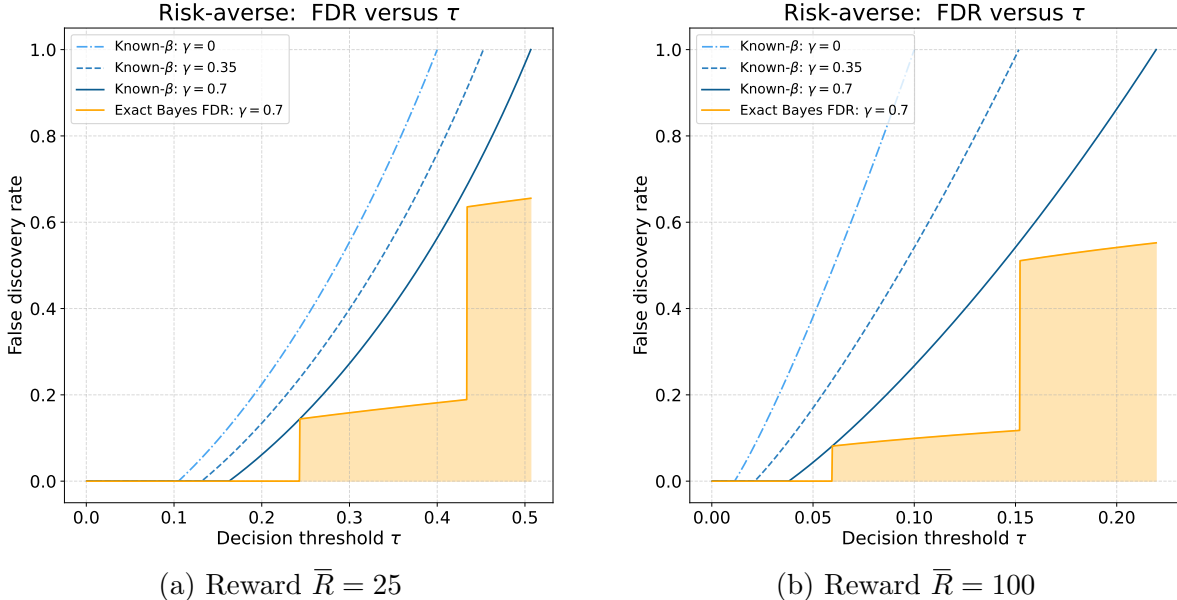 Risk-averse: FDR versus τ
Known-β: γ = 0
Known-β: γ = 0.35
Known-β: γ = 0.7
Exact Bayes FDR: γ = 0.7
1.0
0.8
0.6
0.4
0.2
0.0
False discovery rate
0.0 0.1 0.2 0.3 0.4 0.5
Decision threshold τ
(a) Reward R̅ = 25
Risk-averse: FDR versus τ
Known-β: γ = 0
Known-β: γ = 0.35
Known-β: γ = 0.7
Exact Bayes FDR: γ = 0.7
1.0
0.8
0.6
0.4
0.2
0.0
False discovery rate
0.00 0.05 0.10 0.15 0.20
Decision threshold τ
(b) Reward R̅ = 100